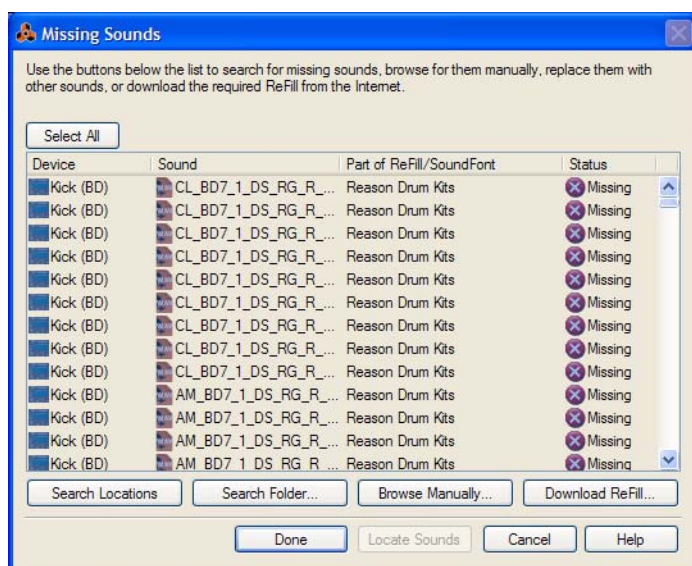 Missing Sounds
Use the buttons below the list to search for missing sounds, browse for them manually, replace them with
other sounds, or download the required ReFill from the Internet.
Select All
Device Sound Part of ReFill/SoundFont Status
Kick (BD) CL_BD7_1_DS_RG_R_... Reason Drum Kits Missing
Kick (BD) CL_BD7_1_DS_RG_R_... Reason Drum Kits Missing
Kick (BD) CL_BD7_1_DS_RG_R_... Reason Drum Kits Missing
Kick (BD) CL_BD7_1_DS_RG_R_... Reason Drum Kits Missing
Kick (BD) CL_BD7_1_DS_RG_R_... Reason Drum Kits Missing
Kick (BD) CL_BD7_1_DS_RG_R_... Reason Drum Kits Missing
Kick (BD) CL_BD7_1_DS_RG_R_... Reason Drum Kits Missing
Kick (BD) CL_BD7_1_DS_RG_R_... Reason Drum Kits Missing
Kick (BD) CL_BD7_1_DS_RG_R_... Reason Drum Kits Missing
Kick (BD) AM_BD7_1_DS_RG_R_... Reason Drum Kits Missing
Kick (BD) AM_BD7_1_DS_RG_R_... Reason Drum Kits Missing
Kick (BD) AM_BD7_1_DS_RG_R_... Reason Drum Kits Missing
Kick (BD) AM_BD7_1_DS_RG_R_... Reason Drum Kits Missing
Search Locations Search Folder... Browse Manually... Download ReFill...
Done Locate Sounds Cancel Help